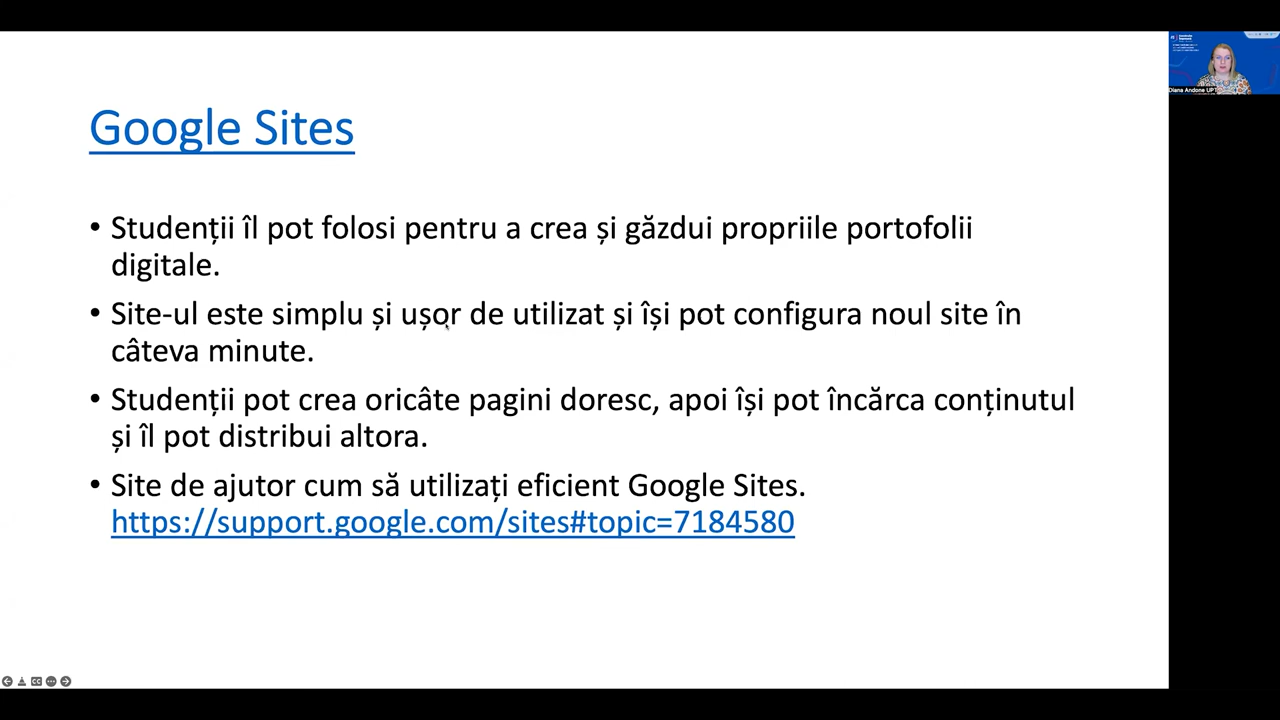 Google Sites
• Studenții îl pot folosi pentru a crea și găzdui propriile portofolii
digitale.
• Site-ul este simplu și ușor de utilizat și își pot configura noul site în
câteva minute.
• Studenții pot crea oricâte pagini doresc, apoi își pot încărca conținutul
și îl pot distribui altora.
• Site de ajutor cum să utilizați eficient Google Sites.
https://support.google.com/sites#topic=7184580
Diana Andone UPT